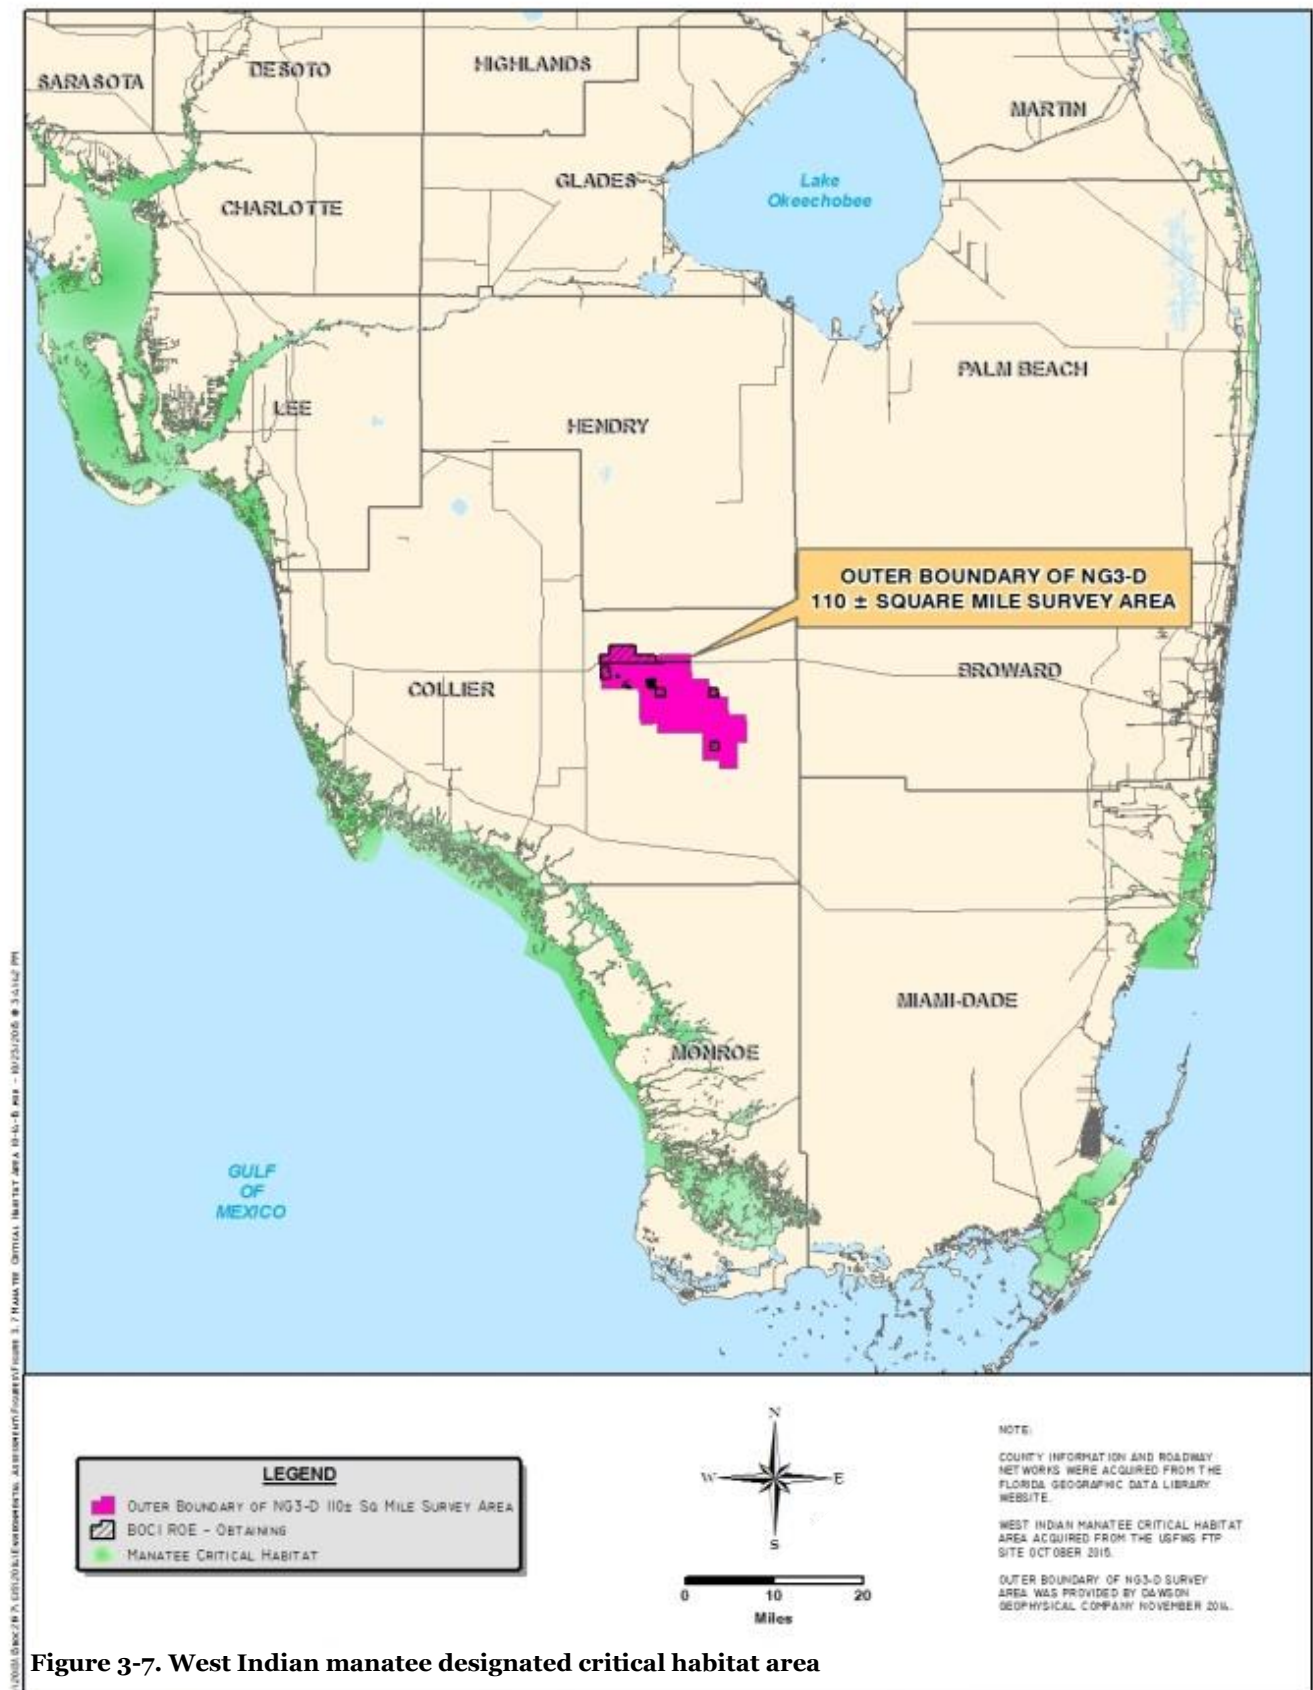 SARASOTA
DESOTO
HIGHLANDS
MARTIN
CHARLOTTE
GLADES
Lake
Okeechobee
PALM BEACH
LEE
HENDRY
OUTER BOUNDARY OF NG3-D
110 ± SQUARE MILE SURVEY AREA
COLLIER
BROWARD
MIAMI-DADE
MONROE
GULF
OF
MEXICO
LEGEND
OUTER BOUNDARY OF NG3-D 110± SQ MILE SURVEY AREA
BOCI ROE - OBTAINING
MANATEE CRITICAL HABITAT
N
W
E
S
0 10 20
Miles
NOTE:
COUNTY INFORMATION AND ROADWAY
NETWORKS WERE ACQUIRED FROM THE
FLORIDA GEOGRAPHIC DATA LIBRARY
WEBSITE.
WEST INDIAN MANATEE CRITICAL HABITAT
AREA ACQUIRED FROM THE USFWS FTP
SITE OCTOBER 2015.
OUTER BOUNDARY OF NG3-D SURVEY
AREA WAS PROVIDED BY DAWSON
GEOPHYSICAL COMPANY NOVEMBER 2014.
Figure 3-7. West Indian manatee designated critical habitat area